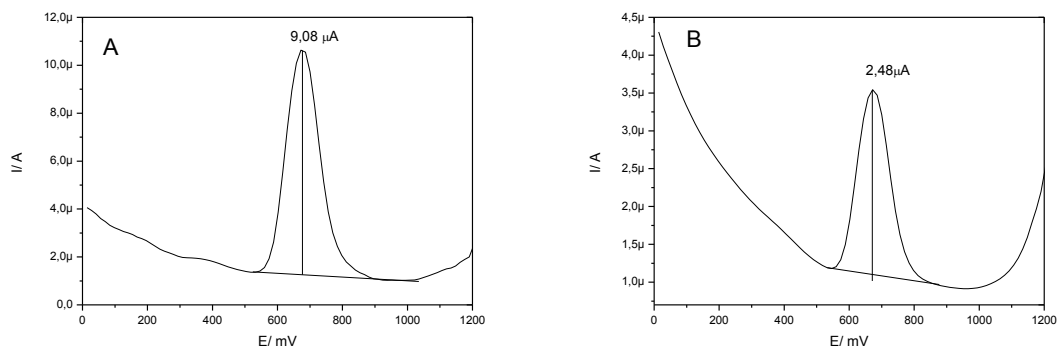 A
9,08 µA
12,0µ
10,0µ
8,0µ
6,0µ
4,0µ
2,0µ
0,0
I/ A
0 200 400 600 800 1000 1200
E/ mV
B
2,48µA
4,5µ
4,0µ
3,5µ
3,0µ
2,5µ
2,0µ
1,5µ
1,0µ
I/ A
0 200 400 600 800 1000 1200
E/ mV